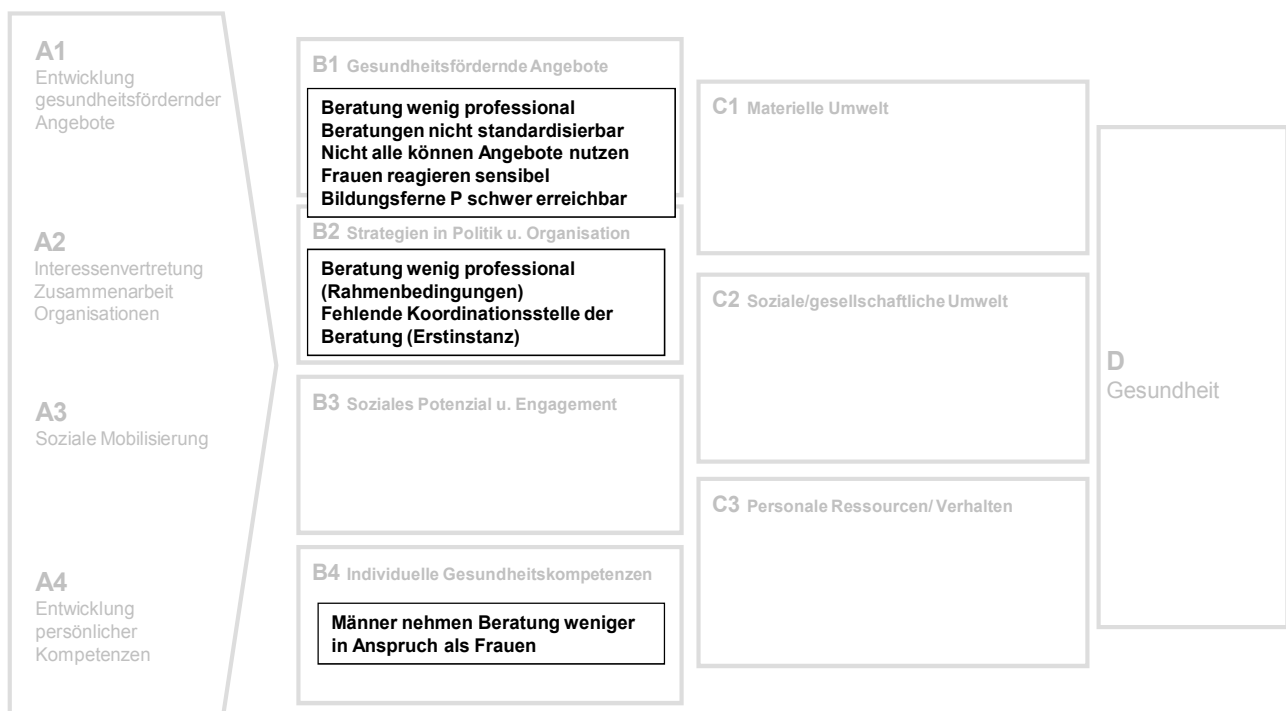 A1
Entwicklung
gesundheitsfördernder
Angebote
A2
Interessenvertretung
Zusammenarbeit
Organisationen
A3
Soziale Mobilisierung
A4
Entwicklung
persönlicher
Kompetenzen
B1 Gesundheitsfördernde Angebote
Beratung wenig professional
Beratungen nicht standardisierbar
Nicht alle können Angebote nutzen
Frauen reagieren sensibel
Bildungsferne P schwer erreichbar
B2 Strategien in Politik u. Organisation
Beratung wenig professional
(Rahmenbedingungen)
Fehlende Koordinationsstelle der
Beratung (Erstinstanz)
B3 Soziales Potenzial u. Engagement
B4 Individuelle Gesundheitskompetenzen
Männer nehmen Beratung weniger
in Anspruch als Frauen
C1 Materielle Umwelt
C2 Soziale/gesellschaftliche Umwelt
C3 Personale Ressourcen/ Verhalten
D
Gesundheit